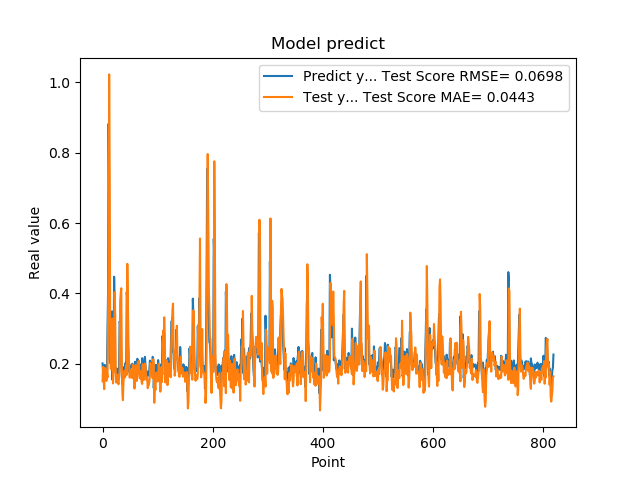 Model predict
Predict y... Test Score RMSE= 0.0698
Test y... Test Score MAE= 0.0443
Real value
1.0
0.8
0.6
0.4
0.2
0
200
400
600
800
Point